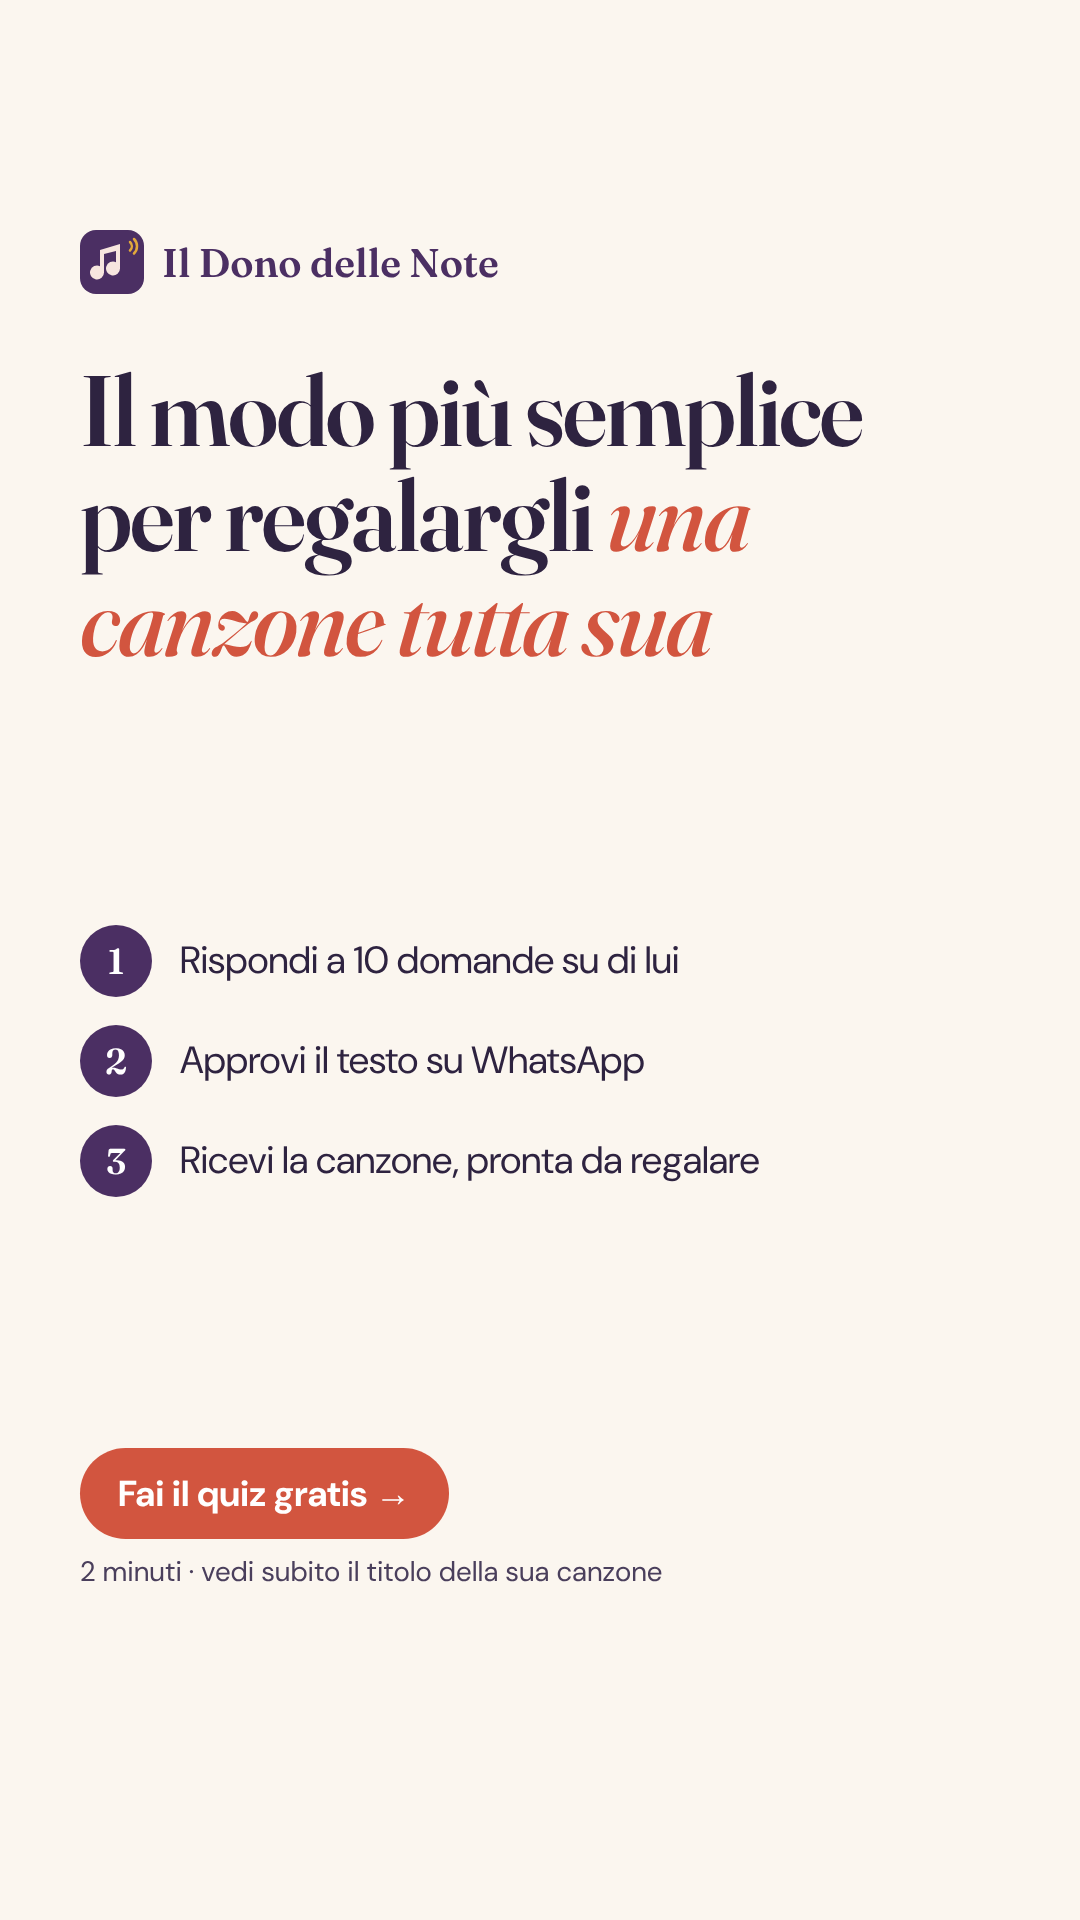 Il Dono delle Note
Il modo più semplice
per regalargli una
canzone tutta sua
1 Rispondi a 10 domande su di lui
2 Approvi il testo su WhatsApp
3 Ricevi la canzone, pronta da regalare
Fai il quiz gratis →
2 minuti · vedi subito il titolo della sua canzone